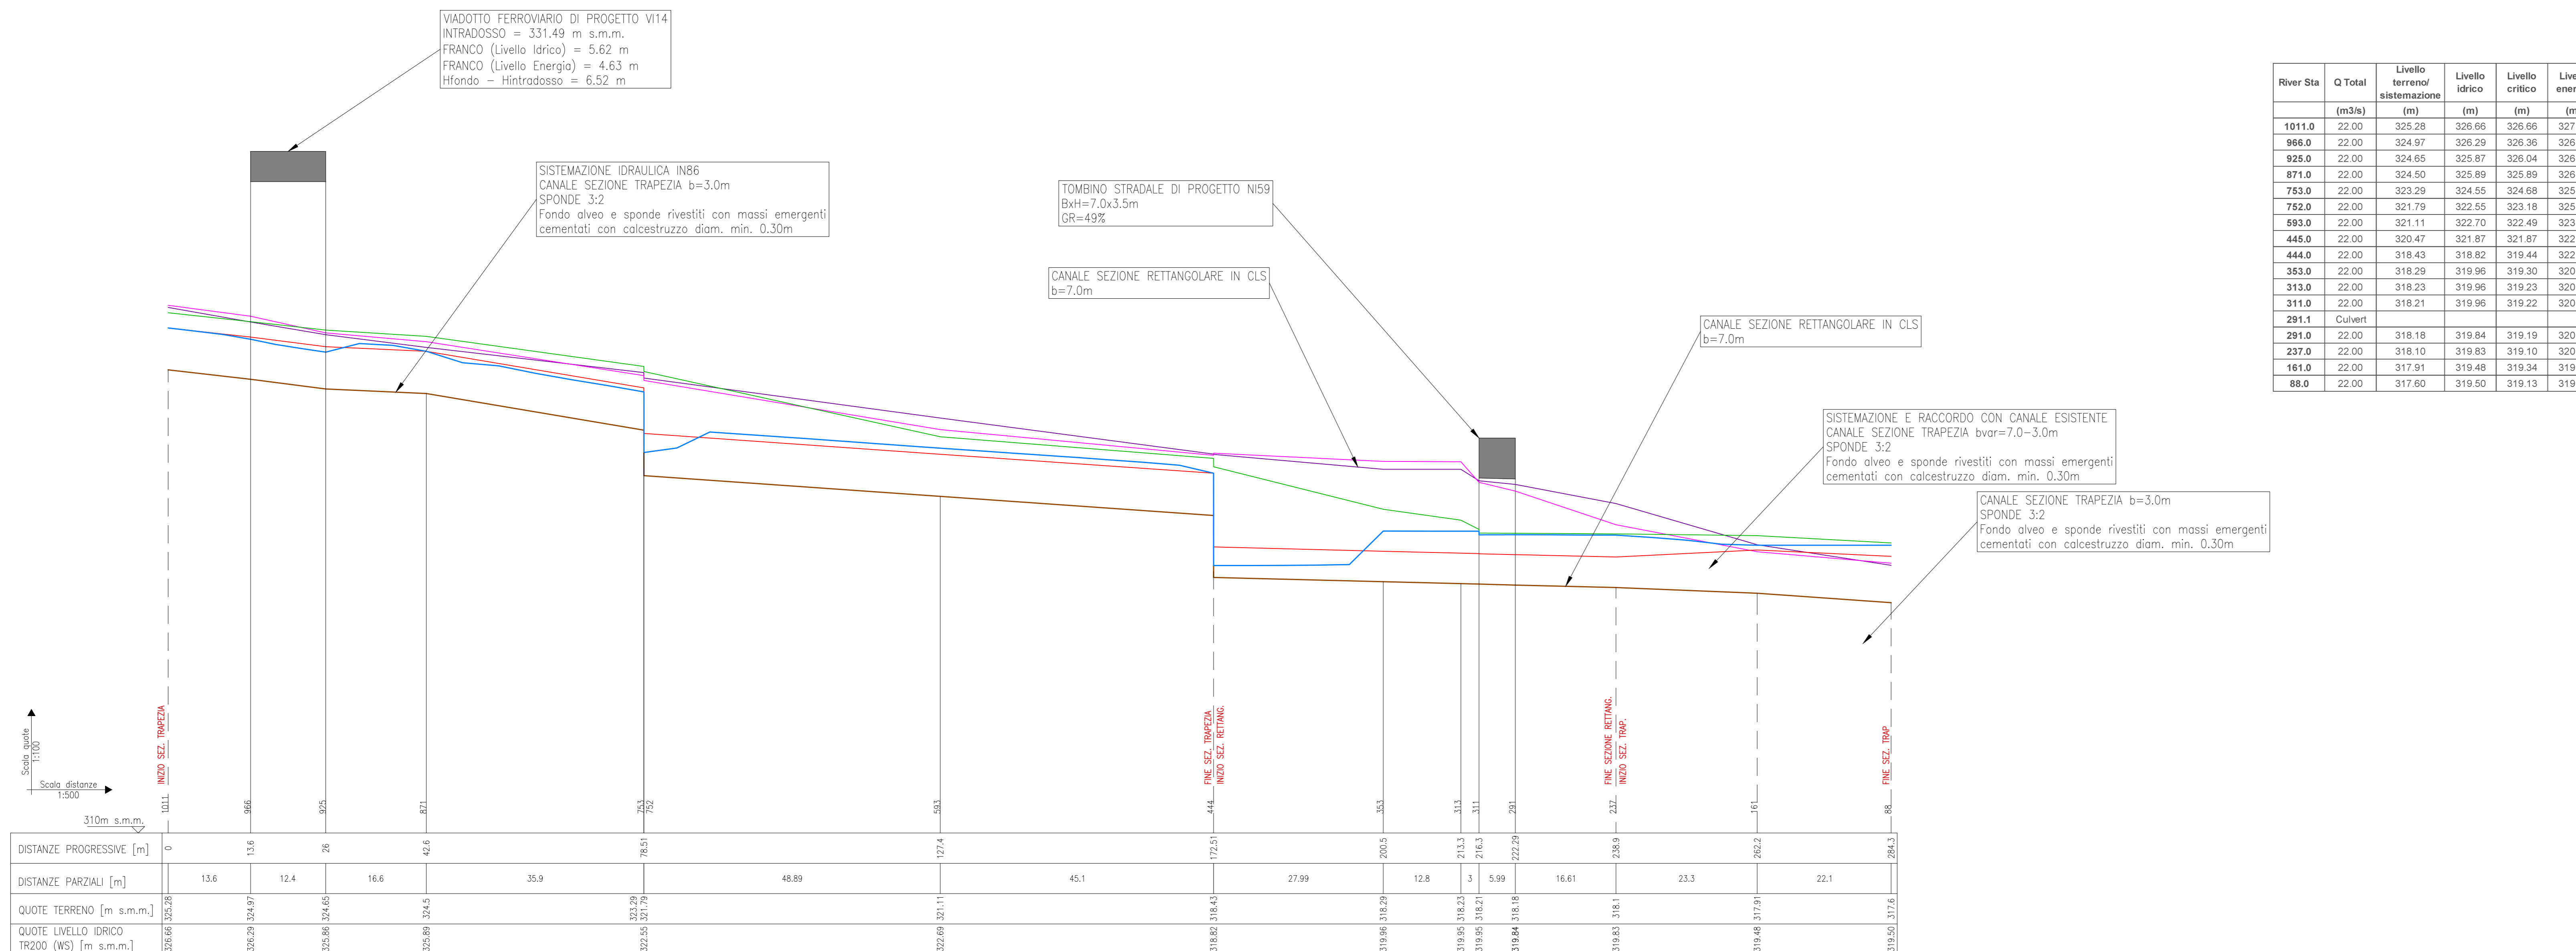 VIADOTTO FERROVIARIO DI PROGETTO VI14
INTRADOSSO = 331.49 m s.m.m.
FRANCO (Livello Idrico) = 5.62 m
FRANCO (Livello Energia) = 4.63 m
Hfondo - Hintradosso = 6.52 m
SISTEMAZIONE IDRAULICA IN86
CANALE SEZIONE TRAPEZIA b=3.0m
SPONDE 3:2
Fondo alveo e sponde rivestiti con massi emergenti
cementati con calcestruzzo diam. min. 0.30m
TOMBINO STRADALE DI PROGETTO NI59
BxH=7.0x3.5m
GR=49%
CANALE SEZIONE RETTANGOLARE IN CLS
b=7.0m
CANALE SEZIONE RETTANGOLARE IN CLS
b=7.0m
SISTEMAZIONE E RACCORDO CON CANALE ESISTENTE
CANALE SEZIONE TRAPEZIA bvar=7.0-3.0m
SPONDE 3:2
Fondo alveo e sponde rivestiti con massi emergenti
cementati con calcestruzzo diam. min. 0.30m
CANALE SEZIONE TRAPEZIA b=3.0m
SPONDE 3:2
Fondo alveo e sponde rivestiti con massi emergenti
cementati con calcestruzzo diam. min. 0.30m
River Sta Q Total Livello terreno/ sistemazione Livello idrico Livello critico
(m3/s) (m) (m) (m)
1011.0 22.00 325.28 326.66 326.66 327.
966.0 22.00 324.97 326.29 326.36 326.
925.0 22.00 324.65 325.87 326.04 326.
871.0 22.00 324.50 325.89 325.89 326.
753.0 22.00 323.29 324.55 324.68 325.
752.0 22.00 321.79 322.55 323.18 325.
593.0 22.00 321.11 322.70 322.49 323.
445.0 22.00 320.47 321.87 321.87 322.
444.0 22.00 318.43 318.82 319.44 322.
353.0 22.00 318.29 319.96 319.30 320.
313.0 22.00 318.23 319.96 319.23 320.
311.0 22.00 318.21 319.96 319.22 320.
291.1 Culvert
291.0 22.00 318.18 319.84 319.19 320.
237.0 22.00 318.10 319.83 319.10 320.
161.0 22.00 317.91 319.48 319.34 319.
88.0 22.00 317.60 319.50 319.13 319.
Scala quote
1:100
Scala distanze
1:500
310m s.m.m.
INIZIO SEZ. TRAPEZIA
FINE SEZ. TRAPEZIA
INIZIO SEZ. RETTANG.
FINE SEZIONE RETTANG.
INIZIO SEZ. TRAP.
FINE SEZ. TRAP
1011 966 925 871 753 752 593 444 353 313 311 291 237 161 88
DISTANZE PROGRESSIVE [m] 0 13.6 26 42.6 78.51 127.4 172.51 200.5 213.3 216.3 222.29 238.9 262.2 284.3
DISTANZE PARZIALI [m] 13.6 12.4 16.6 35.9 48.89 45.1 27.99 12.8 3 5.99 16.61 23.3 22.1
QUOTE TERRENO [m s.m.m.] 325.28 324.97 324.65 324.5 323.29 321.79 321.11 318.43 318.29 318.23 318.21 318.18 318.1 317.91 317.6
QUOTE LIVELLO IDRICO
TR200 (WS) [m s.m.m.] 326.66 326.29 325.86 325.89 322.55 322.69 318.82 319.96 319.95 319.95 319.84 319.83 319.48 319.50